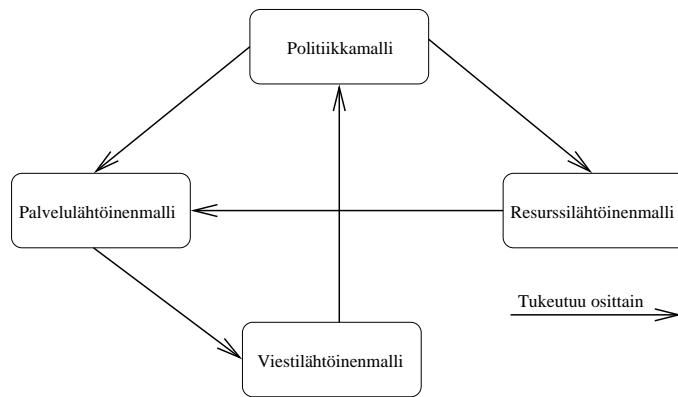 Politiikkamalli
Palvelulähtöinenmalli
Resurssilähtöinenmalli
Tukeutuu osittain
Viestilähtöinenmalli